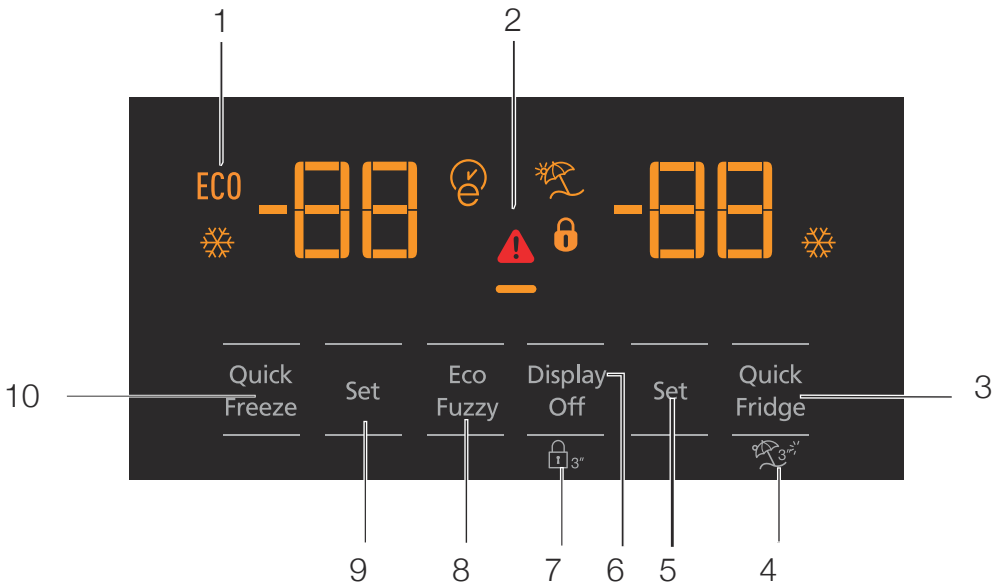 1
2
ECO
-88
e
-88
Quick
Freeze
Set
Eco
Fuzzy
Display
Off
Set
Quick
Fridge
10
3
3"
3"
9
8
7
6
5
4